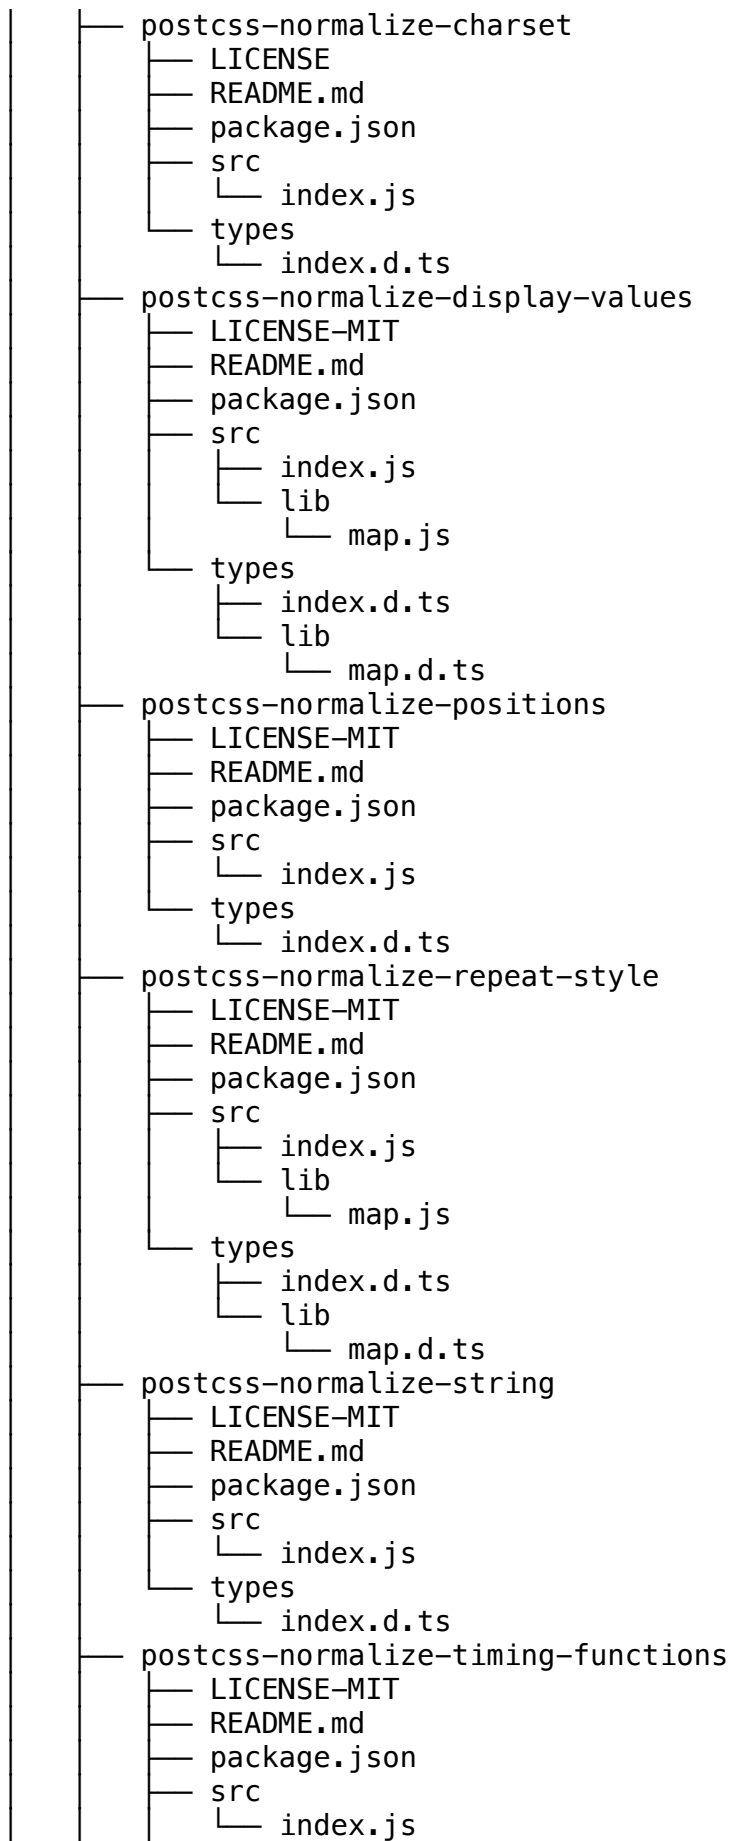 │   ├── postcss-normalize-charset
│   │   ├── LICENSE
│   │   ├── README.md
│   │   ├── package.json
│   │   ├── src
│   │   │   └── index.js
│   │   └── types
│   │       └── index.d.ts
│   ├── postcss-normalize-display-values
│   │   ├── LICENSE-MIT
│   │   ├── README.md
│   │   ├── package.json
│   │   ├── src
│   │   │   ├── index.js
│   │   │   └── lib
│   │   │       └── map.js
│   │   └── types
│   │       ├── index.d.ts
│   │       └── lib
│   │           └── map.d.ts
│   ├── postcss-normalize-positions
│   │   ├── LICENSE-MIT
│   │   ├── README.md
│   │   ├── package.json
│   │   ├── src
│   │   │   └── index.js
│   │   └── types
│   │       └── index.d.ts
│   ├── postcss-normalize-repeat-style
│   │   ├── LICENSE-MIT
│   │   ├── README.md
│   │   ├── package.json
│   │   ├── src
│   │   │   ├── index.js
│   │   │   └── lib
│   │   │       └── map.js
│   │   └── types
│   │       ├── index.d.ts
│   │       └── lib
│   │           └── map.d.ts
│   ├── postcss-normalize-string
│   │   ├── LICENSE-MIT
│   │   ├── README.md
│   │   ├── package.json
│   │   ├── src
│   │   │   └── index.js
│   │   └── types
│   │       └── index.d.ts
│   ├── postcss-normalize-timing-functions
│   │   ├── LICENSE-MIT
│   │   ├── README.md
│   │   ├── package.json
│   │   ├── src
│   │   │   └── index.js